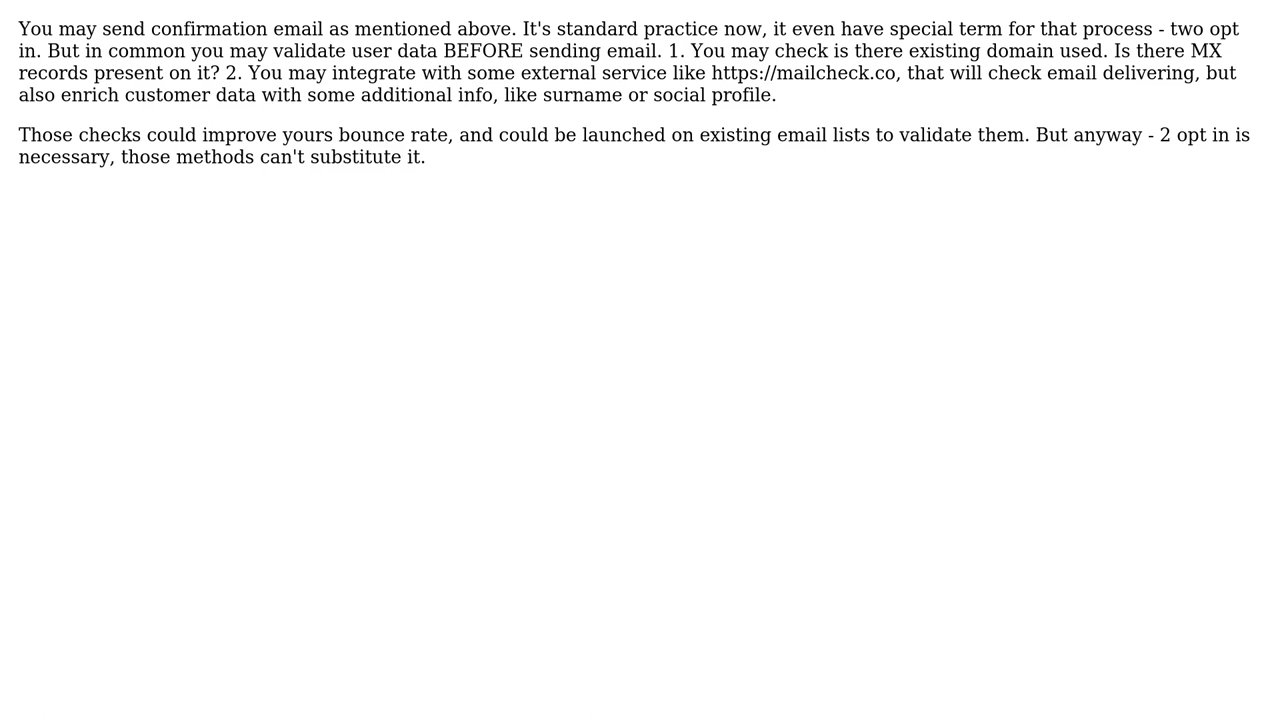 You may send confirmation email as mentioned above. It's standard practice now, it even have special term for that process - two opt
in. But in common you may validate user data BEFORE sending email. 1. You may check is there existing domain used. Is there MX
records present on it? 2. You may integrate with some external service like https://mailcheck.co, that will check email delivering, but
also enrich customer data with some additional info, like surname or social profile.
Those checks could improve yours bounce rate, and could be launched on existing email lists to validate them. But anyway - 2 opt in is
necessary, those methods can't substitute it.